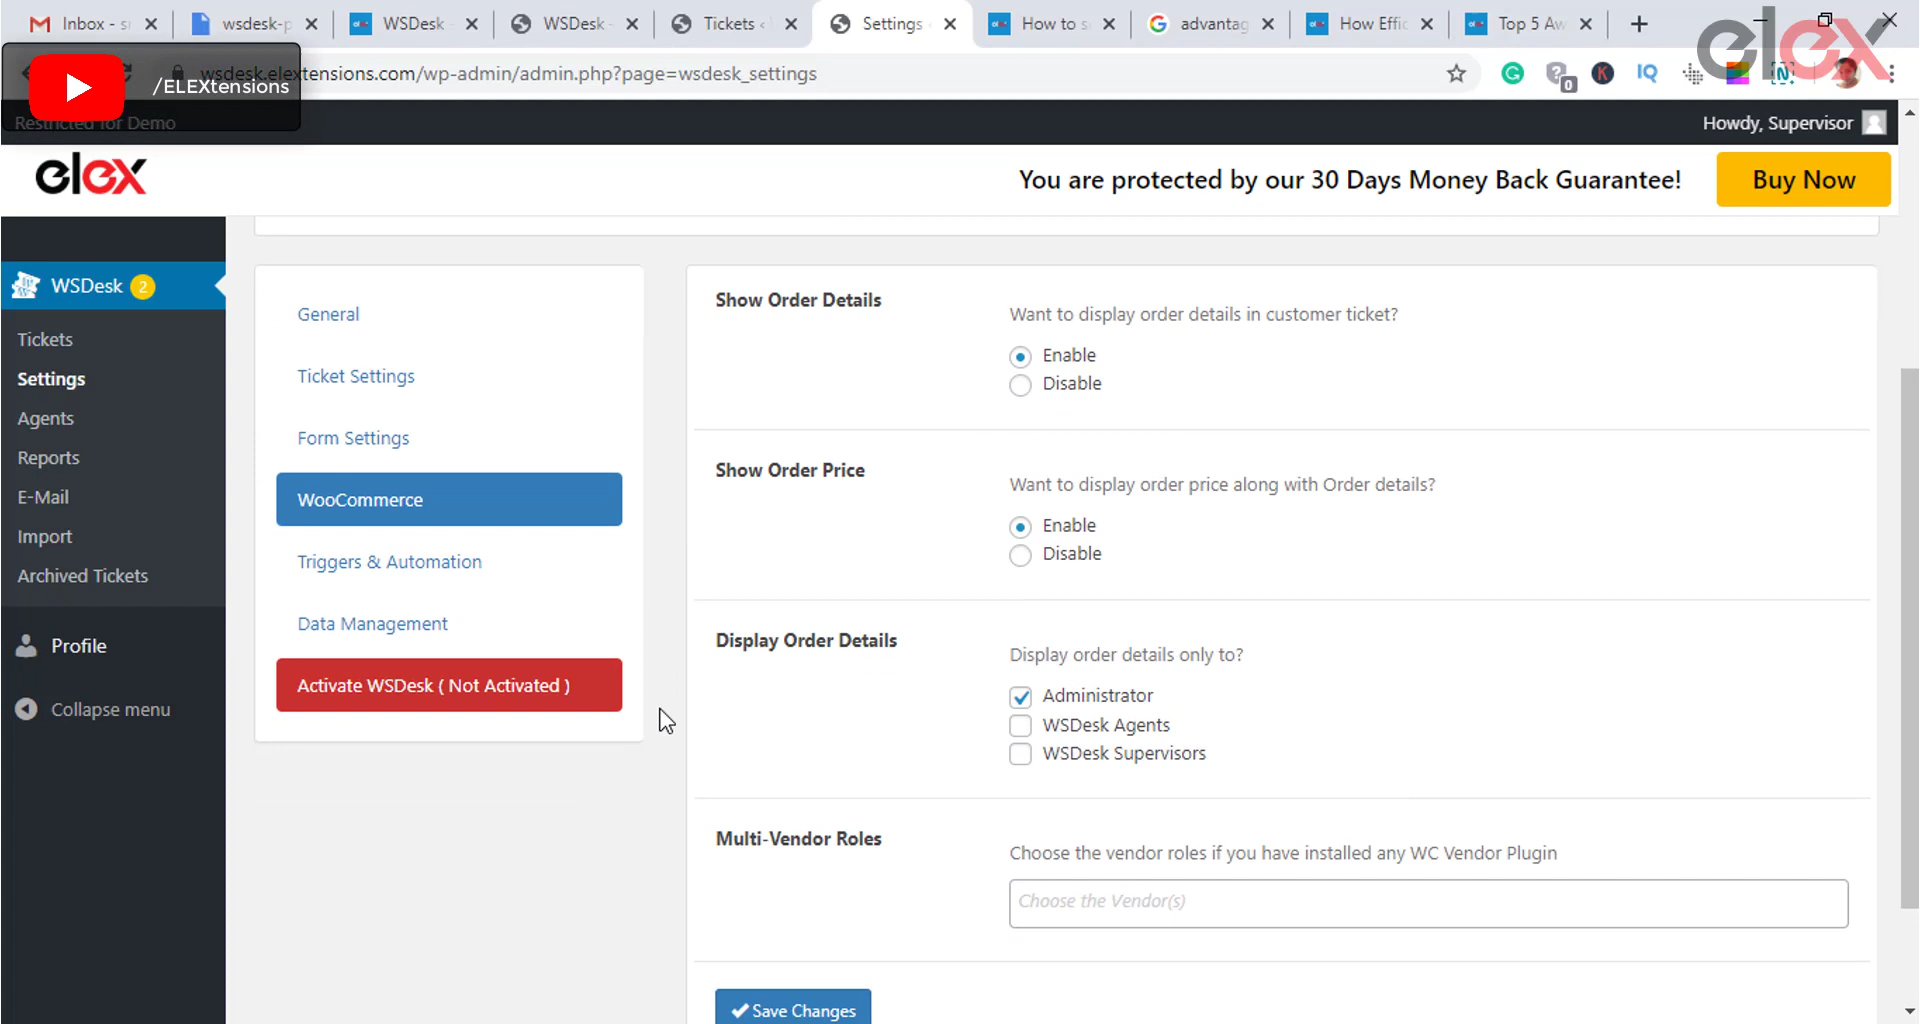 Inbox - s
wsdesk-p
WSDesk -
WSDesk -
Tickets ‹
Settings
How to s
advantag
How Effic
Top 5 Aw
elex
wsdesk.elextensions.com/wp-admin/admin.php?page=wsdesk_settings
/ELEXtensions
0
K
IQ
N
Restricted for Demo
Howdy, Supervisor
elex
You are protected by our 30 Days Money Back Guarantee!
Buy Now
WSDesk 2
Tickets
Settings
Agents
Reports
E-Mail
Import
Archived Tickets
Profile
Collapse menu
General
Ticket Settings
Form Settings
WooCommerce
Triggers & Automation
Data Management
Activate WSDesk ( Not Activated )
Show Order Details
Want to display order details in customer ticket?
Enable
Disable
Show Order Price
Want to display order price along with Order details?
Enable
Disable
Display Order Details
Display order details only to?
Administrator
WSDesk Agents
WSDesk Supervisors
Multi-Vendor Roles
Choose the vendor roles if you have installed any WC Vendor Plugin
Choose the Vendor(s)
Save Changes